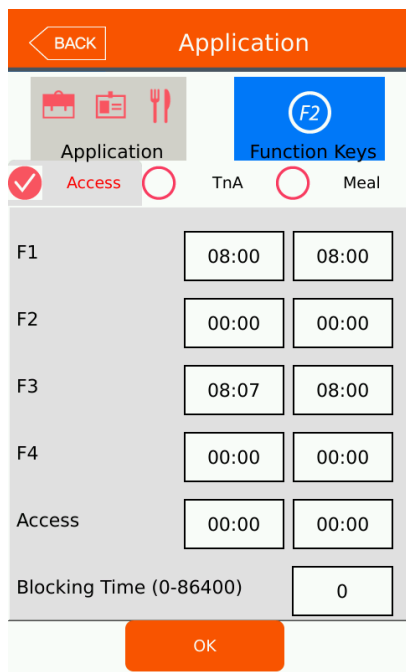 BACK Application
F2
Application Function Keys
Access TnA Meal
F1 08:00 08:00
F2 00:00 00:00
F3 08:07 08:00
F4 00:00 00:00
Access 00:00 00:00
Blocking Time (0-86400) 0
OK